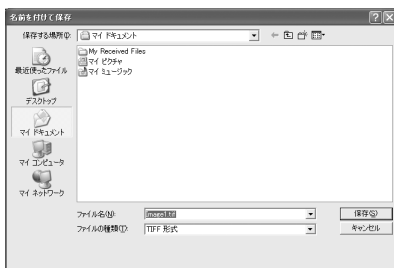 名前を付けて保存
保存する場所(I):
マイ ドキュメント
My Received Files
マイ ピクチャ
マイ ミュージック
最近使ったファイル
デスクトップ
マイ ドキュメント
マイ コンピュータ
マイ ネットワーク
ファイル名(N):
image1.tif
保存(S)
ファイルの種類(T):
TIFF 形式
キャンセル